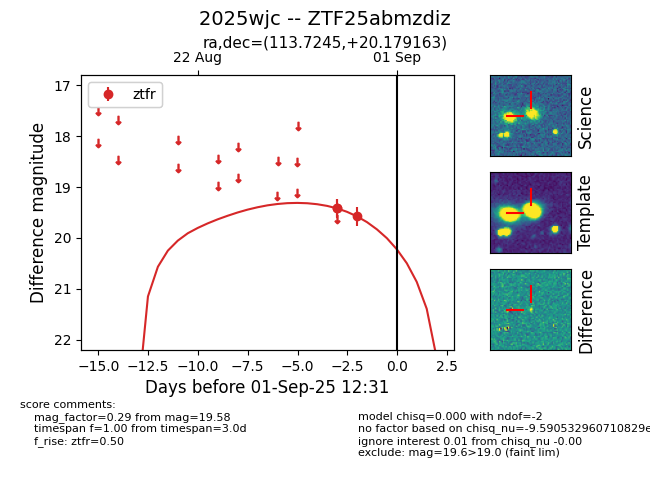 2025wjc -- ZTF25abmzdiz
ra,dec=(113.7245,+20.179163)
22 Aug
01 Sep
ztfr
17
18
19
20
21
22
Difference magnitude
−15.0
−12.5
−10.0
−7.5
−5.0
−2.5
0.0
2.5
Days before 01-Sep-25 12:31
Science
Template
Difference
score comments:
mag_factor=0.29 from mag=19.58
timespan f=1.00 from timespan=3.0d
f_rise: ztfr=0.50
model chisq=0.000 with ndof=-2
no factor based on chisq_nu=-9.590532960710829e
ignore interest 0.01 from chisq_nu -0.00
exclude: mag=19.6>19.0 (faint lim)